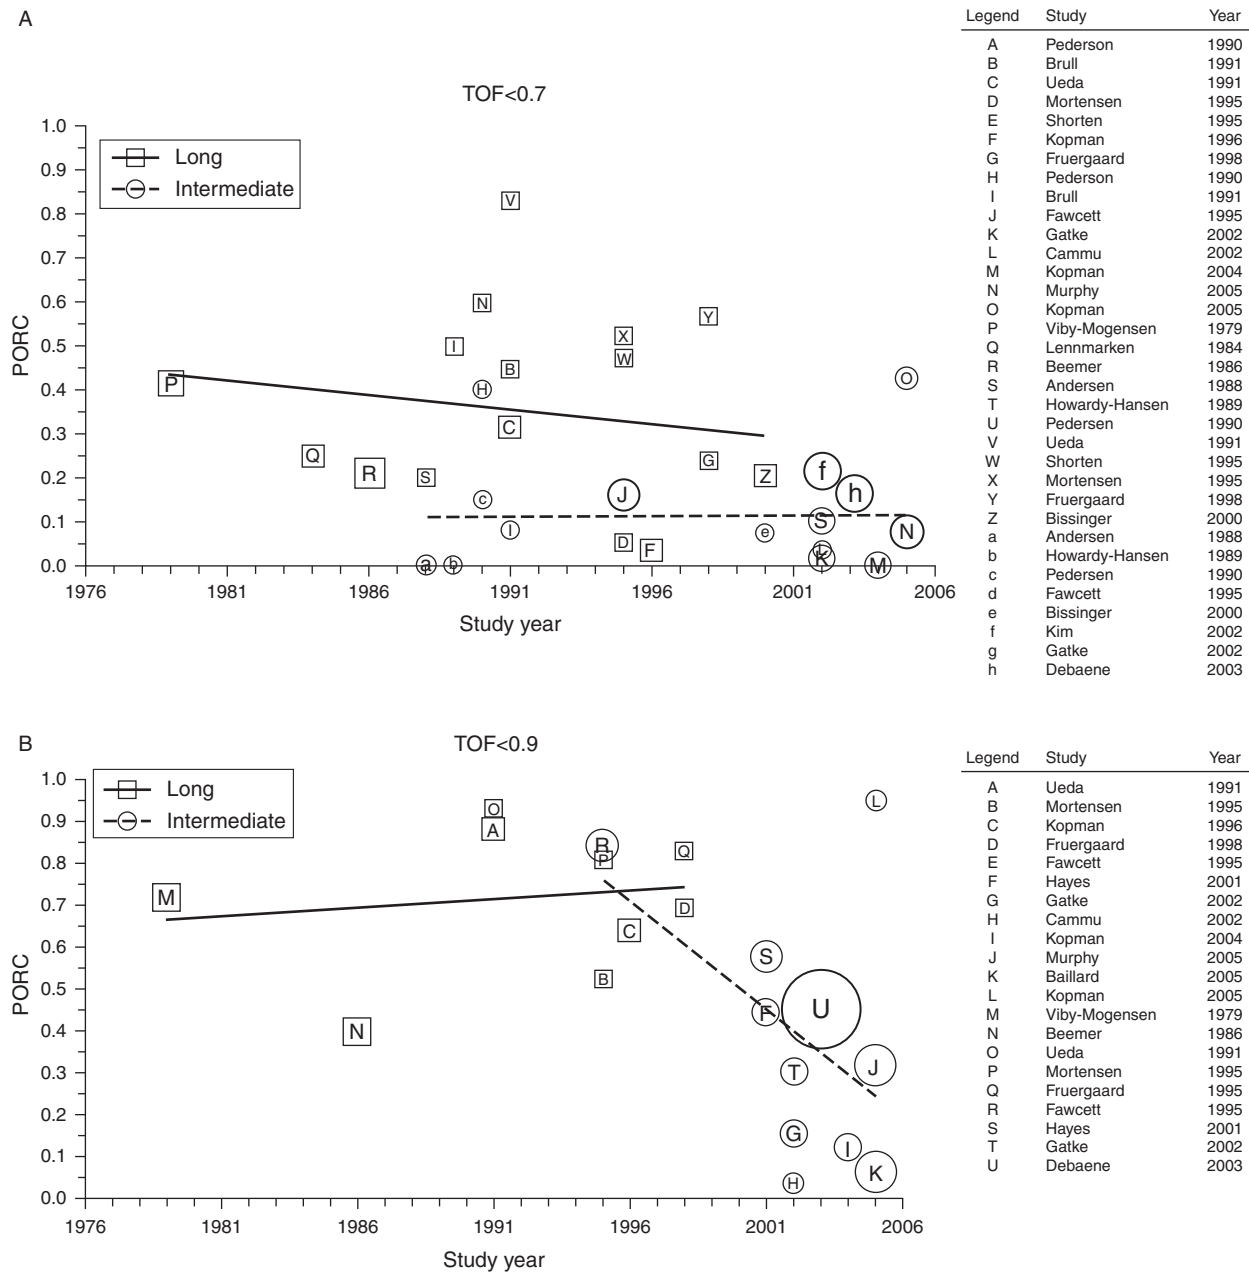 A
TOF<0.7
Long
Intermediate
1.0
0.9
0.8
0.7
0.6
0.5
0.4
0.3
0.2
0.1
0.0
PORC
P
Q
R
S
I
N
V
B
H
C
c
I
a
b
X
W
J
D
F
Y
G
Z
e
f
h
S
L
K
M
N
O
1976 1981 1986 1991 1996 2001 2006
Study year
Legend Study Year
A Pederson 1990
B Brull 1991
C Ueda 1991
D Mortensen 1995
E Shorten 1995
F Kopman 1996
G Fruergaard 1998
H Pederson 1990
I Brull 1991
J Fawcett 1995
K Gatke 2002
L Cammu 2002
M Kopman 2004
N Murphy 2005
O Kopman 2005
P Viby-Mogensen 1979
Q Lennmarken 1984
R Beemer 1986
S Andersen 1988
T Howardy-Hansen 1989
U Pedersen 1990
V Ueda 1991
W Shorten 1995
X Mortensen 1995
Y Fruergaard 1998
Z Bissinger 2000
a Andersen 1988
b Howardy-Hansen 1989
c Pedersen 1990
d Fawcett 1995
e Bissinger 2000
f Kim 2002
g Gatke 2002
h Debaene 2003
B
TOF<0.9
Long
Intermediate
1.0
0.9
0.8
0.7
0.6
0.5
0.4
0.3
0.2
0.1
0.0
PORC
M
N
O
A
R
P
B
C
Q
D
S
F
U
T
G
H
L
J
I
K
1976 1981 1986 1991 1996 2001 2006
Study year
Legend Study Year
A Ueda 1991
B Mortensen 1995
C Kopman 1996
D Fruergaard 1998
E Fawcett 1995
F Hayes 2001
G Gatke 2002
H Cammu 2002
I Kopman 2004
J Murphy 2005
K Baillard 2005
L Kopman 2005
M Viby-Mogensen 1979
N Beemer 1986
O Ueda 1991
P Mortensen 1995
Q Fruergaard 1995
R Fawcett 1995
S Hayes 2001
T Gatke 2002
U Debaene 2003